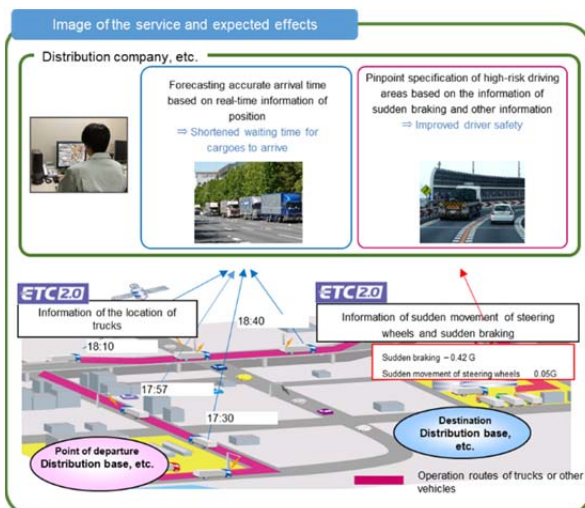 Image of the service and expected effects
Distribution company, etc.
Forecasting accurate arrival time
based on real-time information of
position
⇒ Shortened waiting time for
cargoes to arrive
Pinpoint specification of high-risk driving
areas based on the information of
sudden braking and other information
⇒ Improved driver safety
ETC2.0
Information of the location of
trucks
ETC2.0
Information of sudden movement of steering
wheels and sudden braking
Sudden braking －0.42 G
Sudden movement of steering wheels 0.05G
18:40
18:10
17:57
17:30
Point of departure
Distribution base, etc.
Destination
Distribution base,
etc.
Operation routes of trucks or other
vehicles